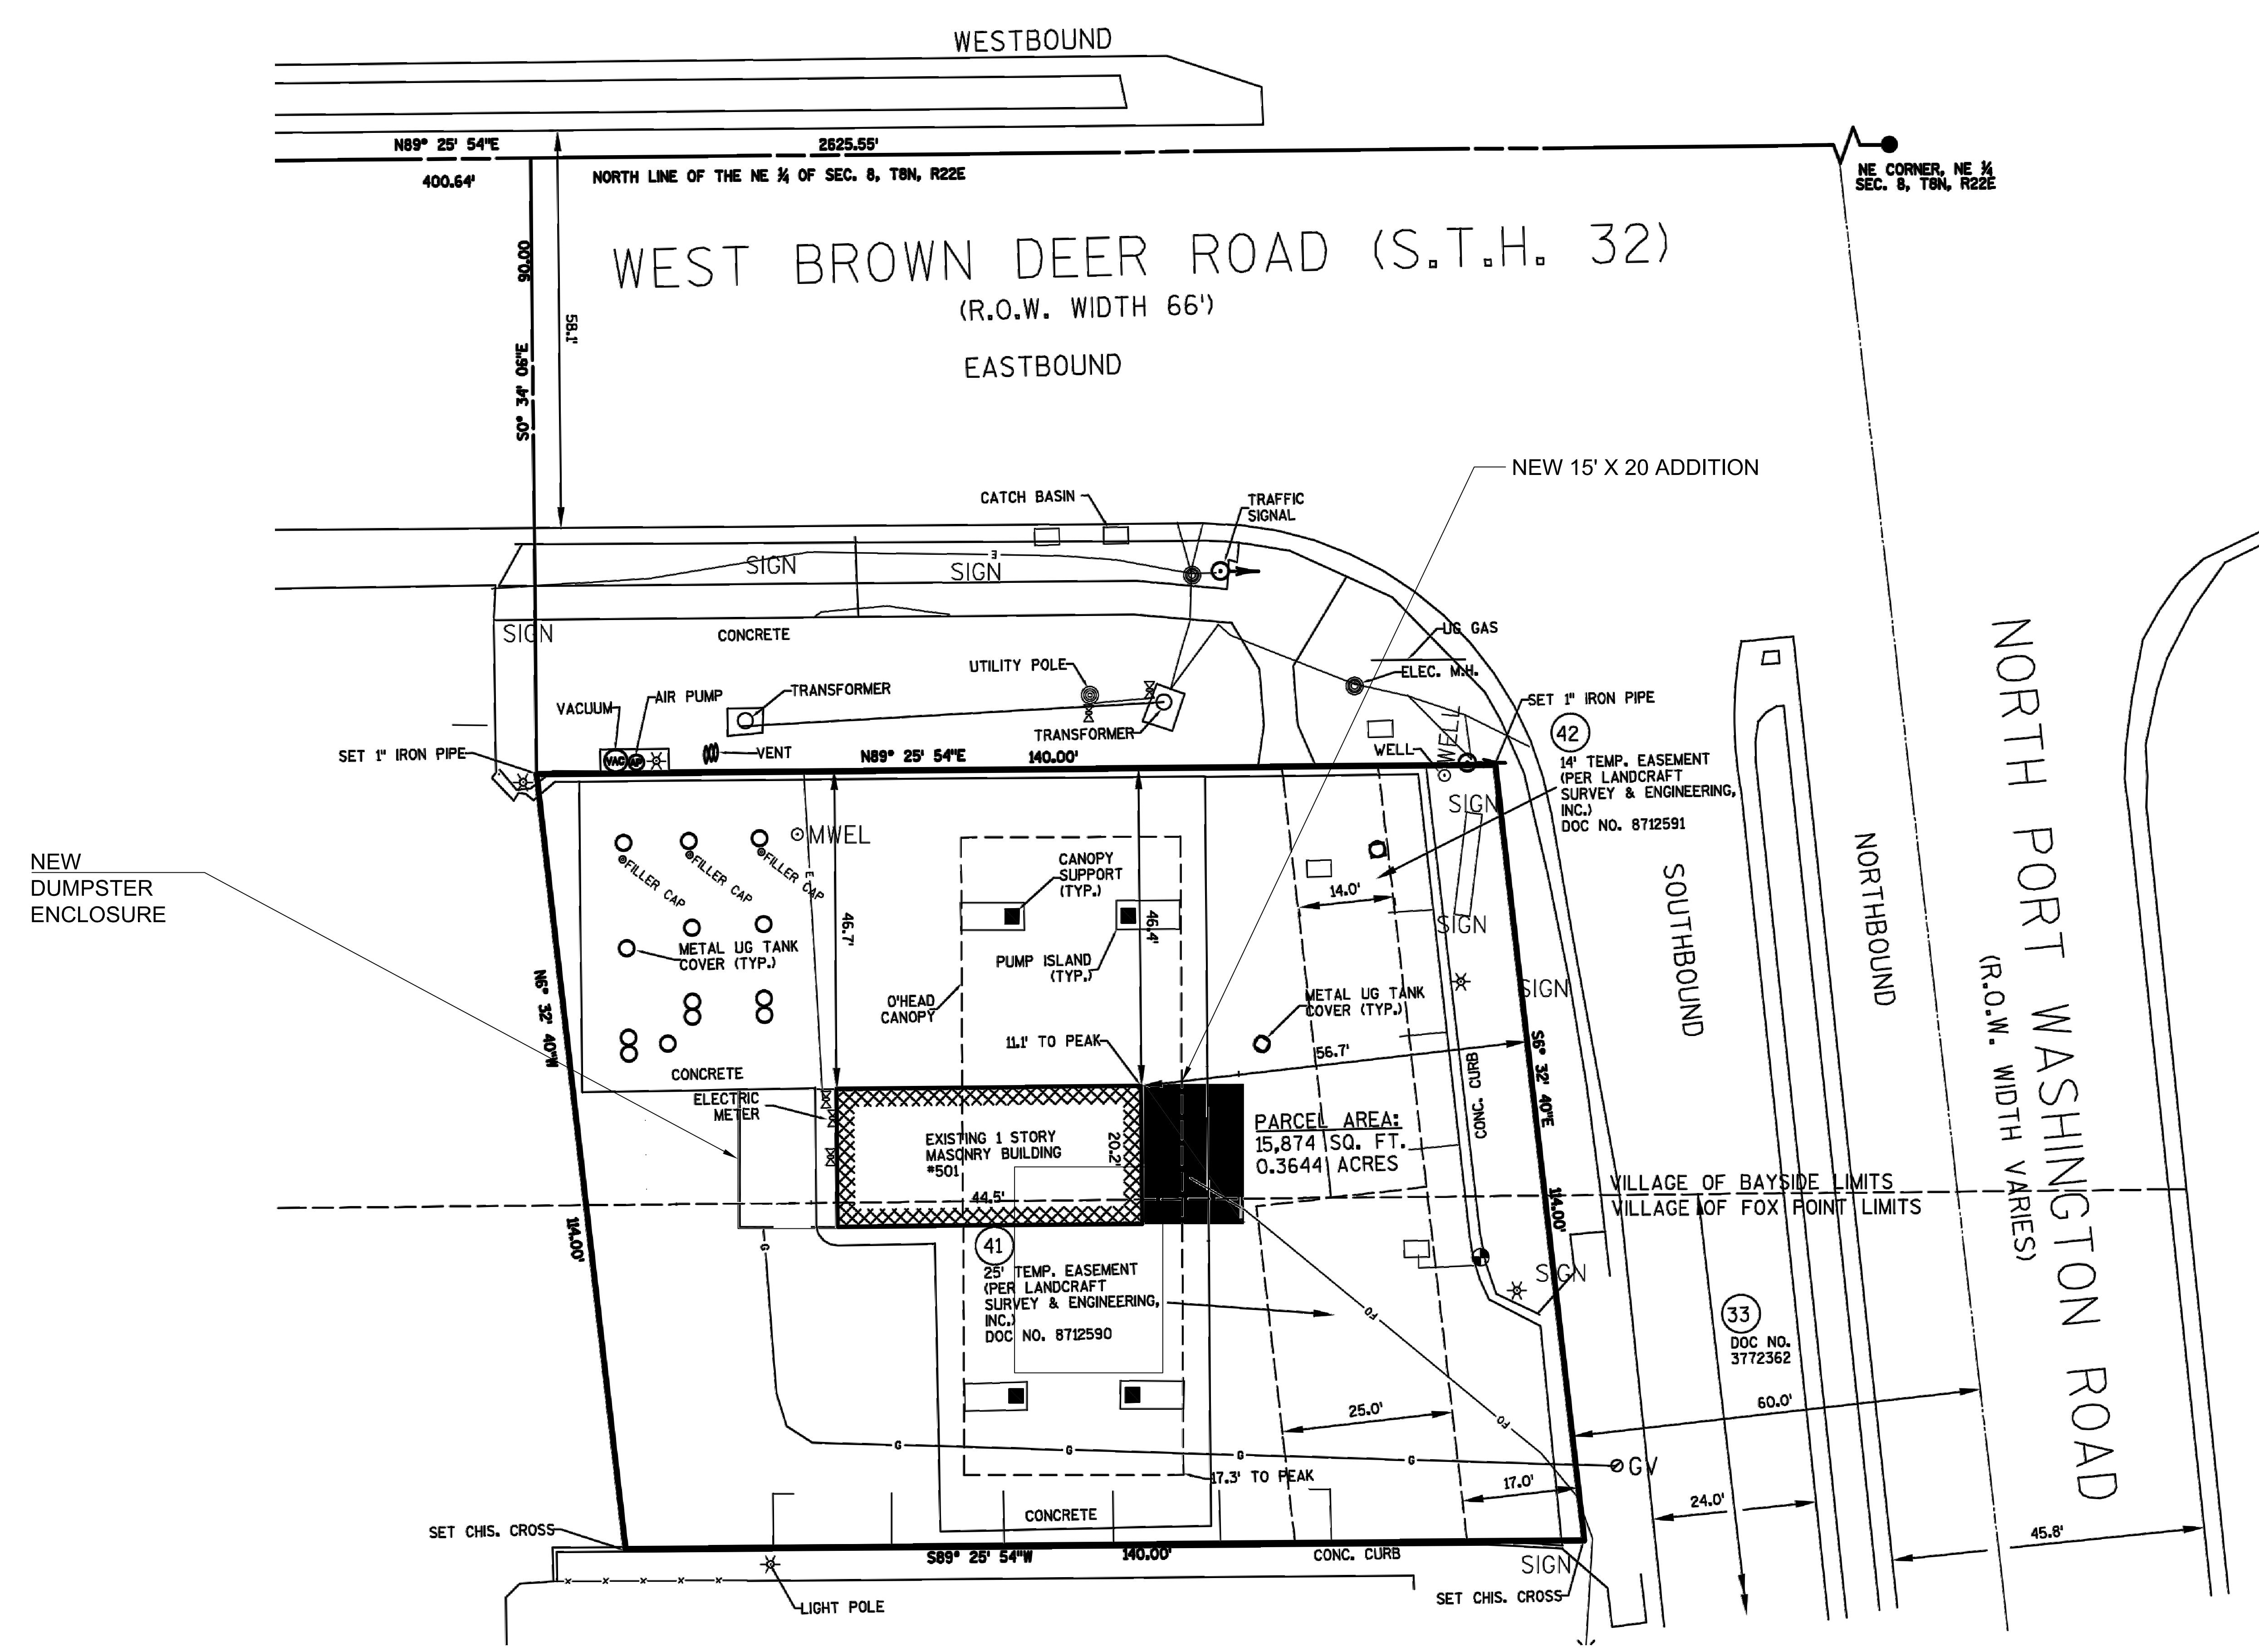 WESTBOUND
N89° 25' 54"E
2625.55'
400.64'
NORTH LINE OF THE NE ¼ OF SEC. 8, T8N, R22E
NE CORNER, NE ¼
SEC. 8, T8N, R22E
90.00
S0° 34' 06"E
58.1'
WEST BROWN DEER ROAD (S.T.H. 32)
(R.O.W. WIDTH 66')
EASTBOUND
NEW 15' X 20 ADDITION
CATCH BASIN
TRAFFIC
SIGNAL
E
SIGN
SIGN
SIGN
CONCRETE
UG GAS
UTILITY POLE
ELEC. M.H.
TRANSFORMER
AIR PUMP
VACUUM
SET 1" IRON PIPE
42
TRANSFORMER
WELL
WELL
SET 1" IRON PIPE
VAC
AP
VENT
N89° 25' 54"E
140.00'
14' TEMP. EASEMENT
(PER LANDCRAFT
SURVEY & ENGINEERING,
INC.)
DOC NO. 8712591
SIGN
MWEL
FILLER CAP
FILLER CAP
FILLER CAP
E
NEW
DUMPSTER
ENCLOSURE
CANOPY
SUPPORT
(TYP.)
14.0'
46.7'
46.4'
SIGN
METAL UG TANK
COVER (TYP.)
PUMP ISLAND
(TYP.)
O'HEAD
CANOPY
METAL UG TANK
COVER (TYP.)
SIGN
SOUTHBOUND
NORTHBOUND
NORTH PORT WASHINGTON ROAD
(R.O.W. WIDTH VARIES)
N6° 32' 40"W
114.00'
11.1' TO PEAK
56.7'
S6° 32' 40"E
114.00'
CONC. CURB
CONCRETE
ELECTRIC
METER
EXISTING 1 STORY
MASONRY BUILDING
#501
20.2'
44.5'
PARCEL AREA:
15,874 SQ. FT.
0.3644 ACRES
VILLAGE OF BAYSIDE LIMITS
VILLAGE OF FOX POINT LIMITS
G
41
25' TEMP. EASEMENT
(PER LANDCRAFT
SURVEY & ENGINEERING,
INC.)
DOC NO. 8712590
SIGN
FO
33
DOC NO.
3772362
60.0'
25.0'
FO
G
G
G
G
GV
17.3' TO PEAK
17.0'
24.0'
45.8'
CONCRETE
SET CHIS. CROSS
S89° 25' 54"W
140.00'
CONC. CURB
SIGN
X X X X X
LIGHT POLE
SET CHIS. CROSS